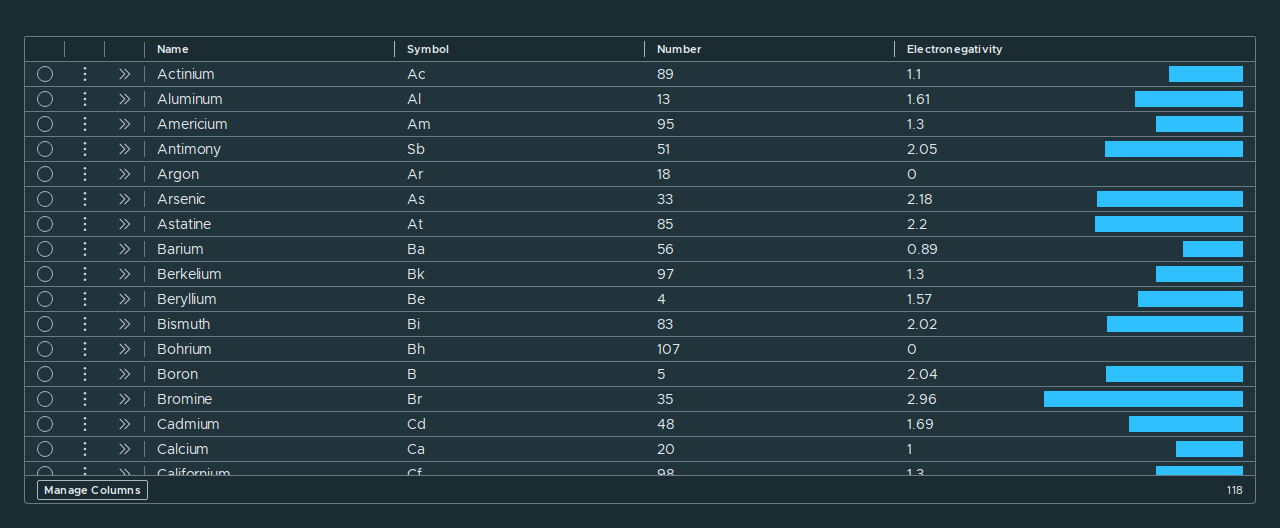 Name Symbol Number Electronegativity
Actinium Ac 89 1.1
Aluminum Al 13 1.61
Americium Am 95 1.3
Antimony Sb 51 2.05
Argon Ar 18 0
Arsenic As 33 2.18
Astatine At 85 2.2
Barium Ba 56 0.89
Berkelium Bk 97 1.3
Beryllium Be 4 1.57
Bismuth Bi 83 2.02
Bohrium Bh 107 0
Boron B 5 2.04
Bromine Br 35 2.96
Cadmium Cd 48 1.69
Calcium Ca 20 1
Californium Cf 98 1.3
Manage Columns 118